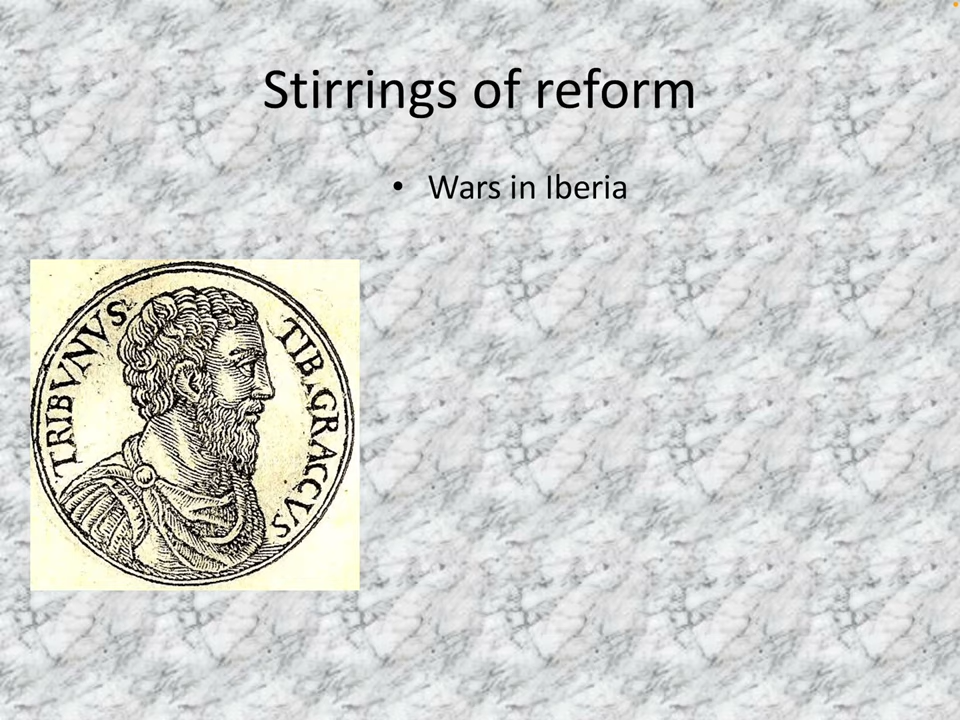 Stirrings of reform
• Wars in Iberia
TRIBVNVS TIB. GRACCVS